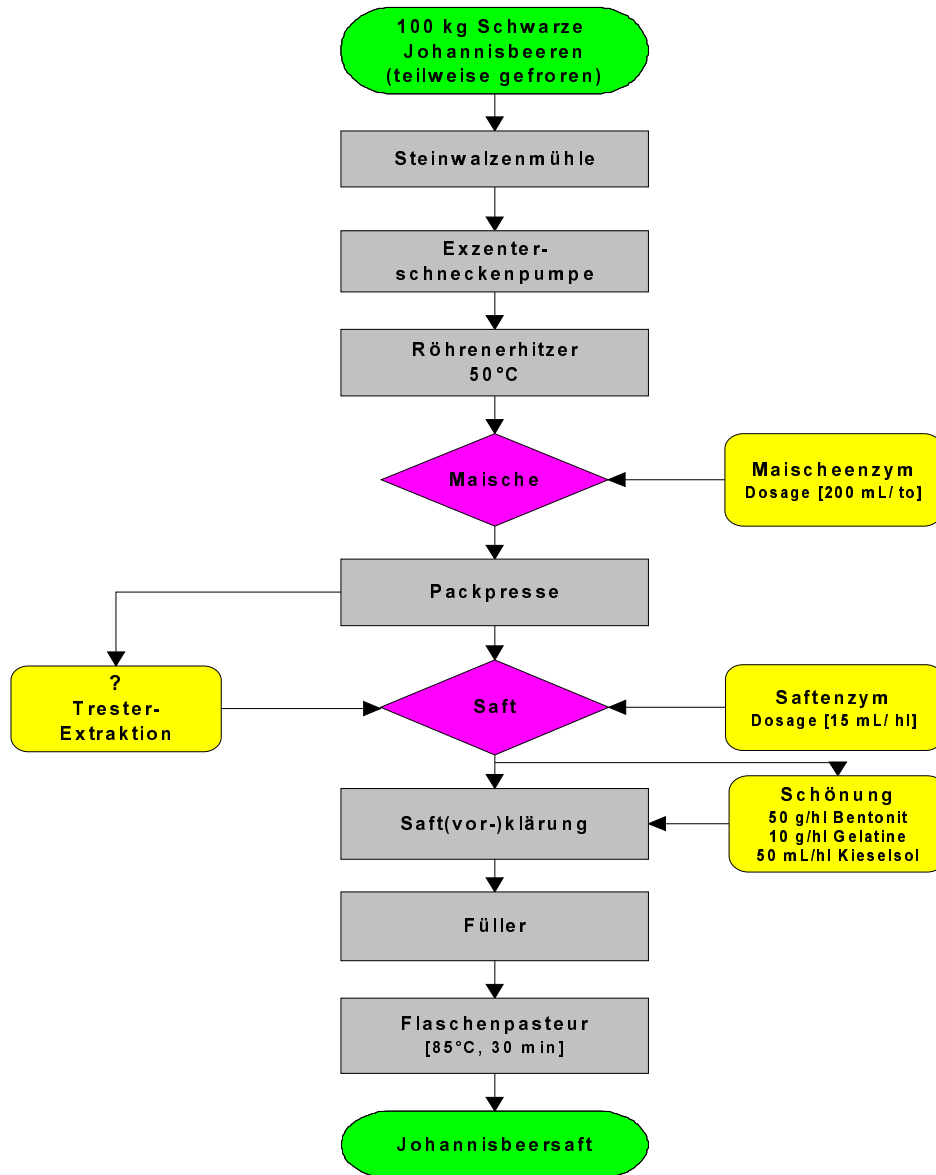 100 kg Schwarze
Johannisbeeren
(teilweise gefroren)
Steinwalzenmühle
Exzenter-
schneckenpumpe
Röhrenerhitzer
50°C
Maische
Maischeenzym
Dosage [200 mL/ to]
Packpresse
?
Trester-
Extraktion
Saft
Saftenzym
Dosage [15 mL/ hl]
Schönung
50 g/hl Bentonit
10 g/hl Gelatine
50 mL/hl Kieselsol
Saft(vor-)klärung
Füller
Flaschenpasteur
[85°C, 30 min]
Johannisbeersaft